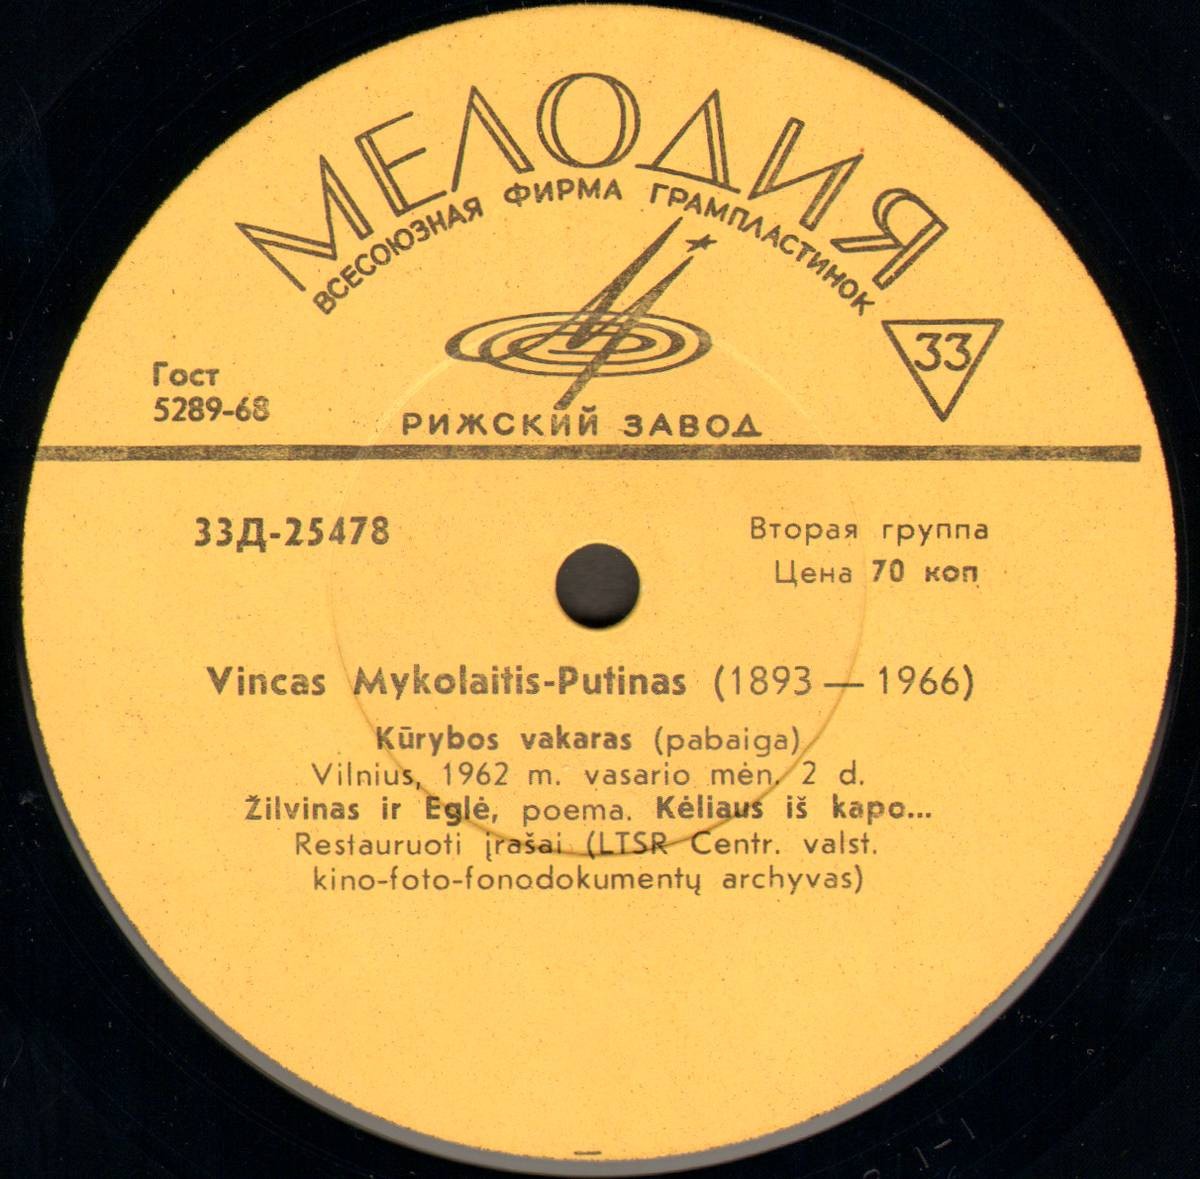 МЕЛОДИЯ
ВСЕСОЮЗНАЯ ФИРМА ГРАМПЛАСТИНОК
33
Гост
5289-68
РИЖСКИЙ ЗАВОД
33Д-25478
Вторая группа
Цена 70 коп
Vincas Mykolaitis-Putinas (1893 — 1966)
Kūrybos vakaras (pabaiga)
Vilnius, 1962 m. vasario mėn. 2 d.
Žilvinas ir Eglė, poema. Kėliaus iš kapo...
Restauruoti įrašai (LTSR Centr. valst.
kino-foto-fonodokumentų archyvas)